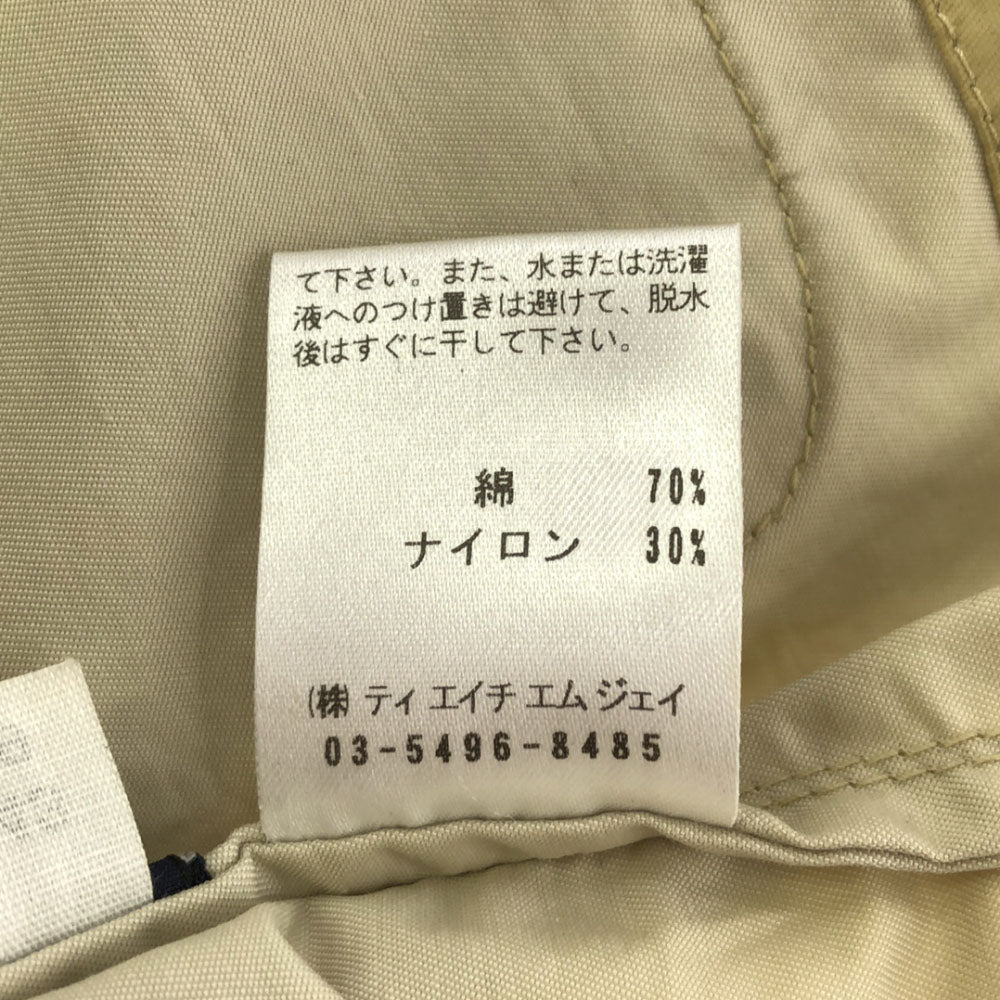 て下さい。また、水または洗濯
液へのつけ置きは避けて、脱水
後はすぐに干して下さい。
綿 70%
ナイロン 30%
(株) ティ エイチ エム ジェイ
03-5496-8485